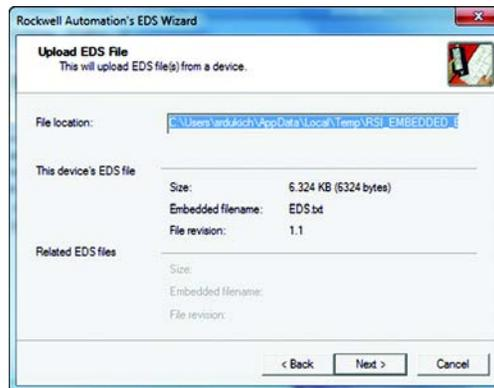 Rockwell Automation's EDS Wizard
Upload EDS File
This will upload EDS file(s) from a device.
File location:
C:\Users\ardukich\AppData\Local\Temp\RSI_EMBEDDED_E
This device's EDS file
Size: 6.324 KB (6324 bytes)
Embedded filename: EDS.txt
File revision: 1.1
Related EDS files
Size:
Embedded filename:
File revision:
< Back Next > Cancel